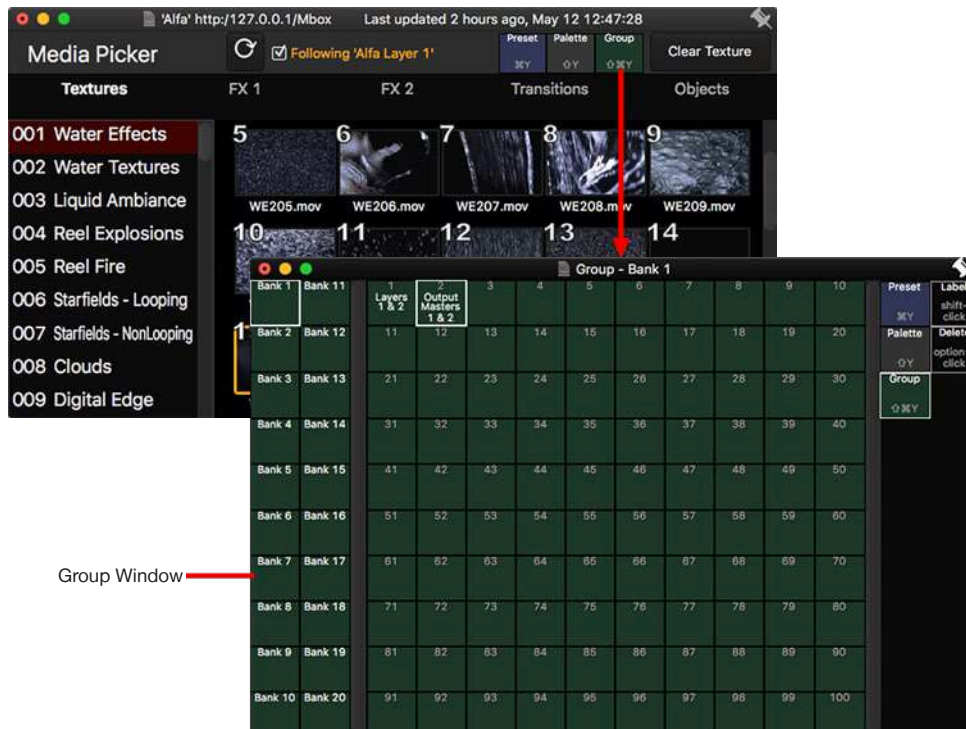 'Alfa' http:/127.0.0.1/Mbox Last updated 2 hours ago, May 12 12:47:28
Media Picker
Following 'Alfa Layer 1'
Preset ⌘Y
Palette ⇧Y
Group ⇧⌘Y
Clear Texture
Textures FX 1 FX 2 Transitions Objects
001 Water Effects
002 Water Textures
003 Liquid Ambiance
004 Reel Explosions
005 Reel Fire
006 Starfields - Looping
007 Starfields - NonLooping
008 Clouds
009 Digital Edge
5 6 7 8 9
WE205.mov WE206.mov WE207.mov WE208.mov WE209.mov
10 11 12 13 14
Group - Bank 1
Bank 1 Bank 11
Bank 2 Bank 12
Bank 3 Bank 13
Bank 4 Bank 14
Bank 5 Bank 15
Bank 6 Bank 16
Bank 7 Bank 17
Bank 8 Bank 18
Bank 9 Bank 19
Bank 10 Bank 20
1 2 3 4 5 6 7 8 9 10
Layers 1 & 2
Output Masters 1 & 2
11 12 13 14 15 16 17 18 19 20
21 22 23 24 25 26 27 28 29 30
31 32 33 34 35 36 37 38 39 40
41 42 43 44 45 46 47 48 49 50
51 52 53 54 55 56 57 58 59 60
61 62 63 64 65 66 67 68 69 70
71 72 73 74 75 76 77 78 79 80
81 82 83 84 85 86 87 88 89 90
91 92 93 94 95 96 97 98 99 100
Preset ⌘Y
Label shift-click
Palette ⇧Y
Delete option-click
Group ⇧⌘Y
Group Window